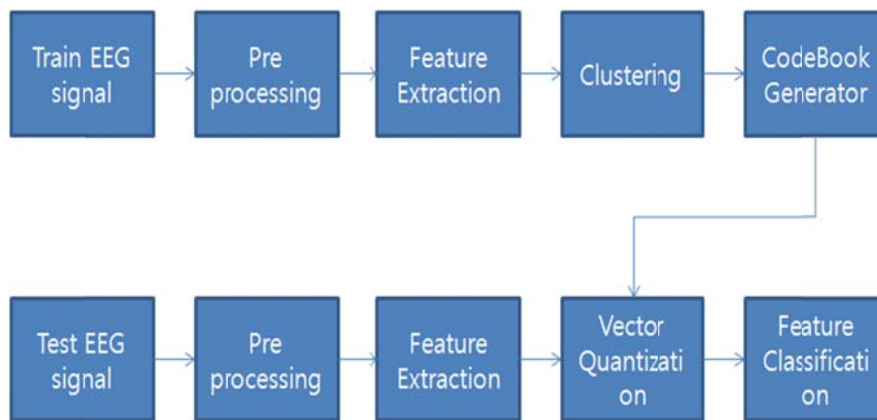 Train EEG
signal
Pre
processing
Feature
Extraction
Clustering
CodeBook
Generator
Test EEG
signal
Pre
processing
Feature
Extraction
Vector
Quantizati
on
Feature
Classificati
on